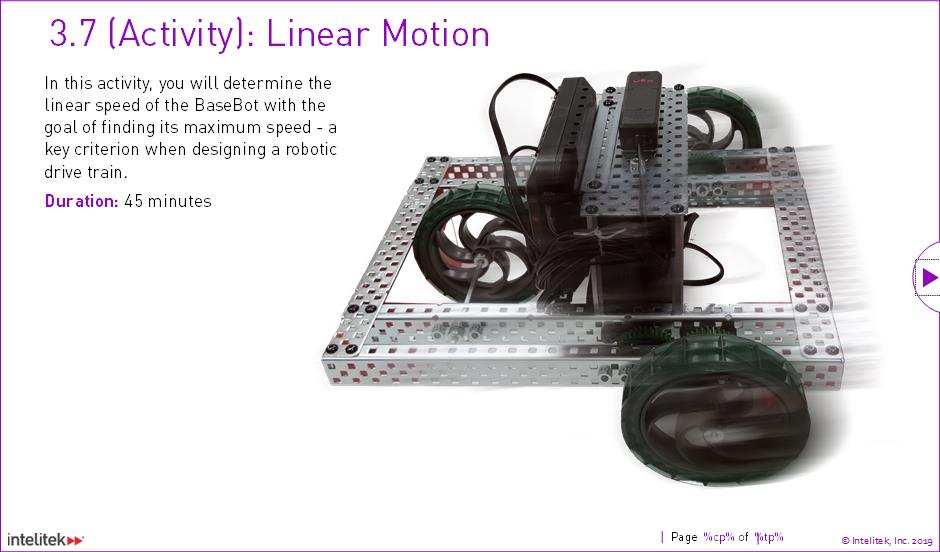 3.7 (Activity): Linear Motion
In this activity, you will determine the
linear speed of the BaseBot with the
goal of finding its maximum speed - a
key criterion when designing a robotic
drive train.
Duration: 45 minutes
intelitek
| Page %cp% of %tp%
© Intelitek, Inc. 2019